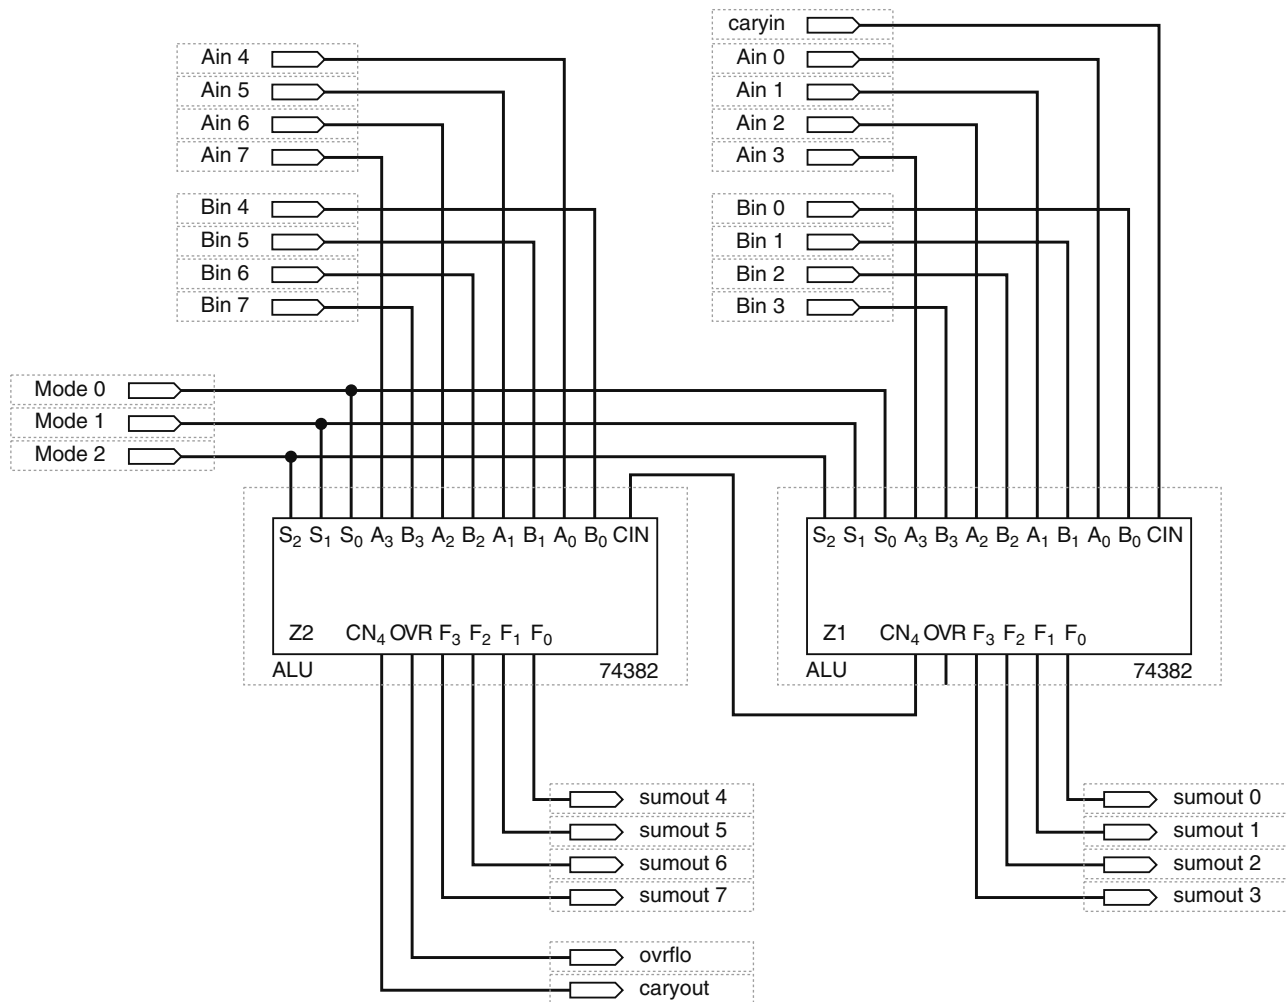 caryin
Ain 4
Ain 5
Ain 6
Ain 7
Ain 0
Ain 1
Ain 2
Ain 3
Bin 4
Bin 5
Bin 6
Bin 7
Bin 0
Bin 1
Bin 2
Bin 3
Mode 0
Mode 1
Mode 2
S2 S1 S0 A3 B3 A2 B2 A1 B1 A0 B0 CIN
Z2 CN4 OVR F3 F2 F1 F0
ALU 74382
S2 S1 S0 A3 B3 A2 B2 A1 B1 A0 B0 CIN
Z1 CN4 OVR F3 F2 F1 F0
ALU 74382
sumout 4
sumout 5
sumout 6
sumout 7
sumout 0
sumout 1
sumout 2
sumout 3
ovrflo
caryout